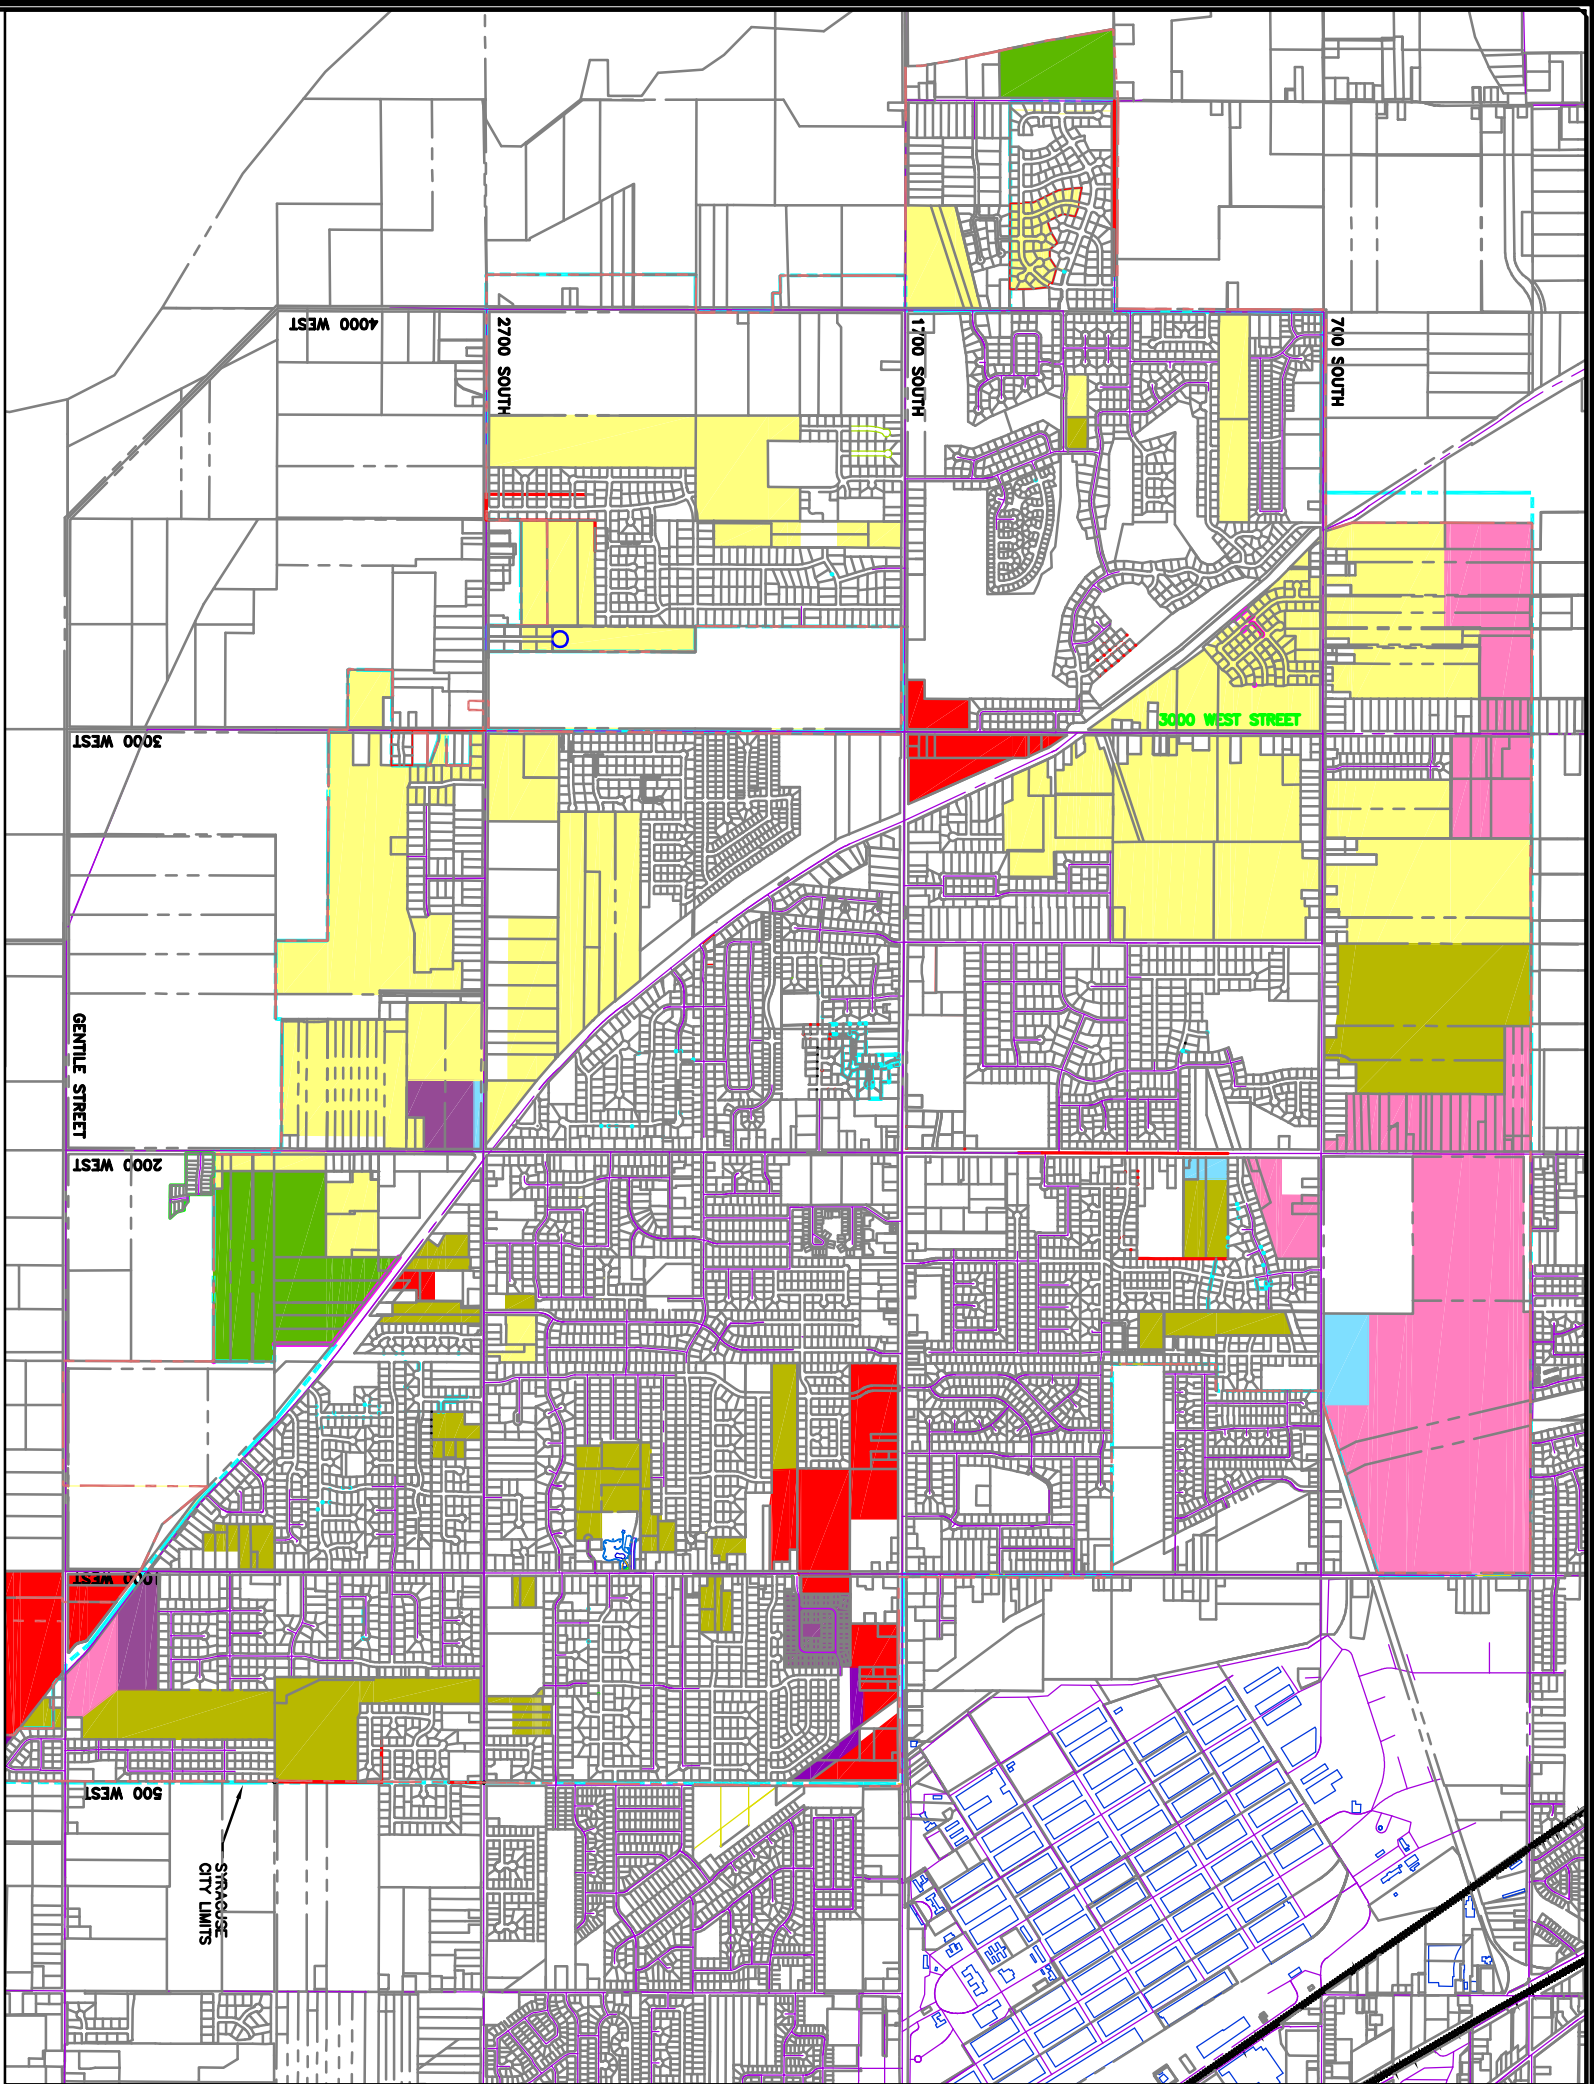 4000 WEST
2700 SOUTH
1700 SOUTH
700 SOUTH
3000 WEST STREET
3000 WEST
GENTILE STREET
2000 WEST
1000 WEST
500 WEST
SYRACUSE
CITY LIMITS